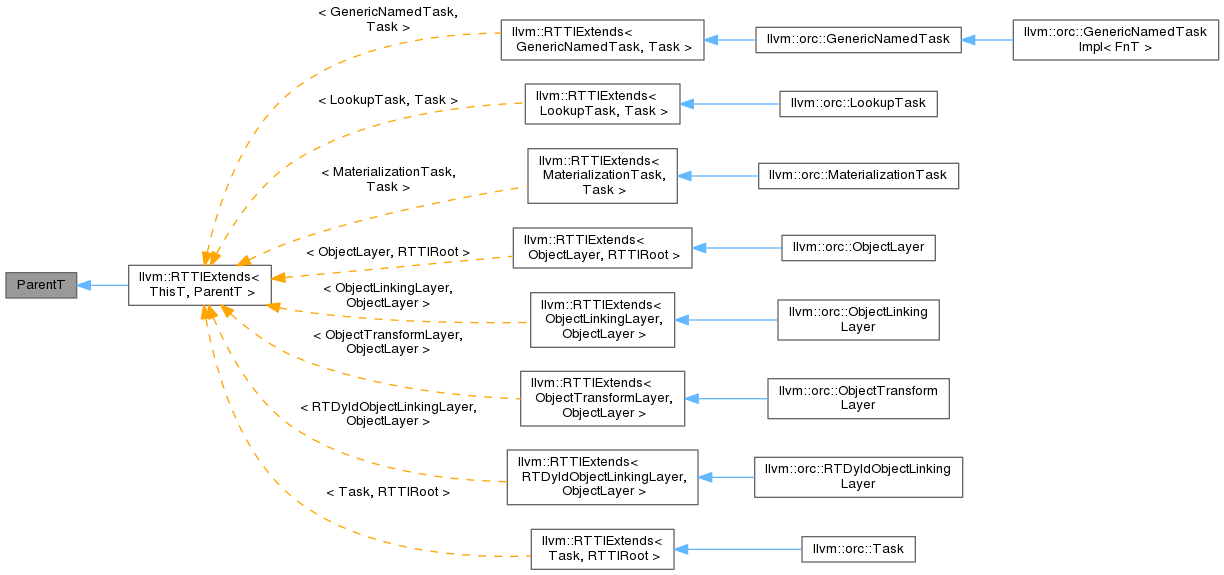 < GenericNamedTask,
Task >
llvm::RTTIExtends<
GenericNamedTask, Task >
llvm::orc::GenericNamedTask
llvm::orc::GenericNamedTask
Impl< FnT >
< LookupTask, Task >
llvm::RTTIExtends<
LookupTask, Task >
llvm::orc::LookupTask
< MaterializationTask,
Task >
llvm::RTTIExtends<
MaterializationTask,
Task >
llvm::orc::MaterializationTask
< ObjectLayer, RTTIRoot >
llvm::RTTIExtends<
ObjectLayer, RTTIRoot >
llvm::orc::ObjectLayer
ParentT
llvm::RTTIExtends<
ThisT, ParentT >
< ObjectLinkingLayer,
ObjectLayer >
llvm::RTTIExtends<
ObjectLinkingLayer,
ObjectLayer >
llvm::orc::ObjectLinking
Layer
< ObjectTransformLayer,
ObjectLayer >
llvm::RTTIExtends<
ObjectTransformLayer,
ObjectLayer >
llvm::orc::ObjectTransform
Layer
< RTDyldObjectLinkingLayer,
ObjectLayer >
llvm::RTTIExtends<
RTDyldObjectLinkingLayer,
ObjectLayer >
llvm::orc::RTDyldObjectLinking
Layer
< Task, RTTIRoot >
llvm::RTTIExtends<
Task, RTTIRoot >
llvm::orc::Task